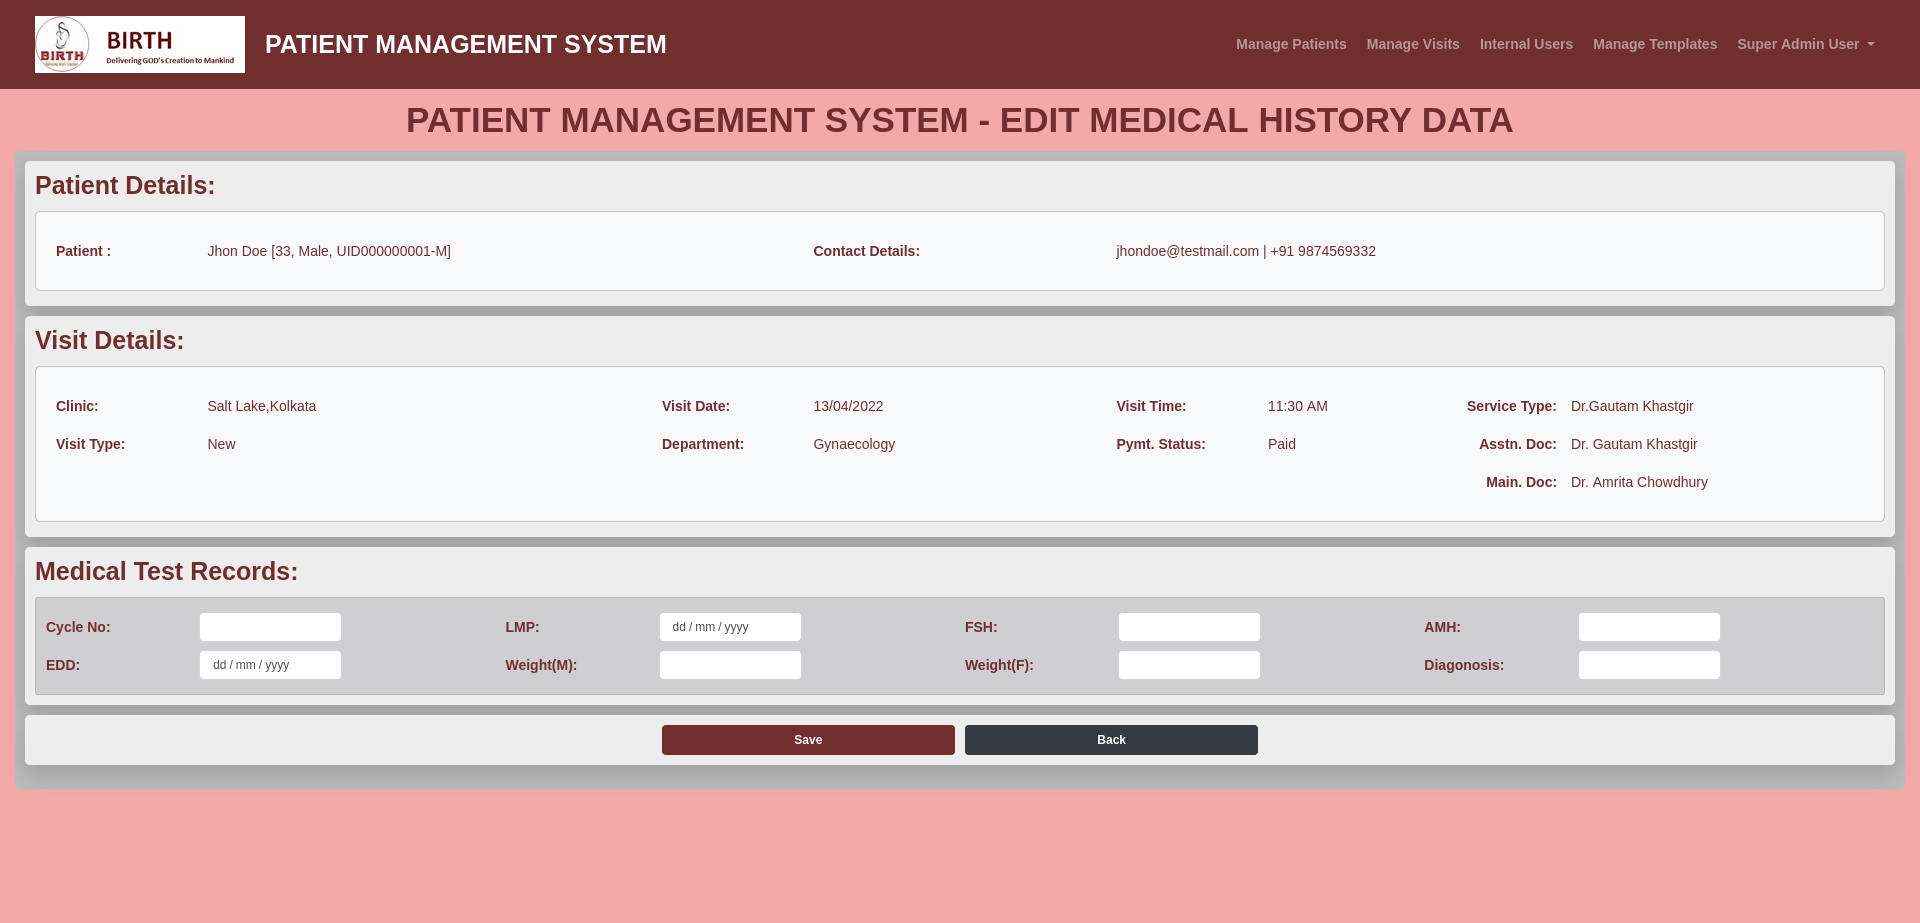 BIRTH
BIRTH
Delivering GOD's Creation to Mankind
PATIENT MANAGEMENT SYSTEM
Manage Patients Manage Visits Internal Users Manage Templates Super Admin User
PATIENT MANAGEMENT SYSTEM - EDIT MEDICAL HISTORY DATA
Patient Details:
Patient : Jhon Doe [33, Male, UID000000001-M] Contact Details: jhondoe@testmail.com | +91 9874569332
Visit Details:
Clinic: Salt Lake,Kolkata Visit Date: 13/04/2022 Visit Time: 11:30 AM Service Type: Dr.Gautam Khastgir
Visit Type: New Department: Gynaecology Pymt. Status: Paid Asstn. Doc: Dr. Gautam Khastgir
Main. Doc: Dr. Amrita Chowdhury
Medical Test Records:
Cycle No: LMP: dd / mm / yyyy FSH: AMH:
EDD: dd / mm / yyyy Weight(M): Weight(F): Diagonosis:
Save Back